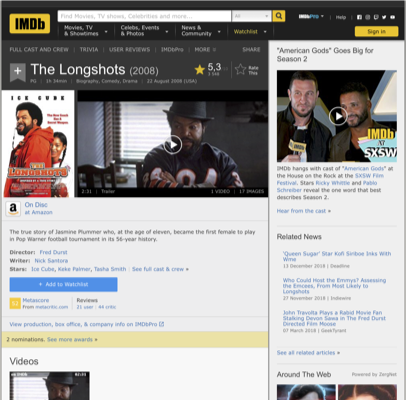 IMDb
Find Movies, TV shows, Celebrities and more...
All
IMDbPro
Help
Movies, TV
& Showtimes
Celebs, Events
& Photos
News &
Community
Watchlist
Sign in
FULL CAST AND CREW | TRIVIA | USER REVIEWS | IMDbPro | MORE
SHARE
The Longshots (2008)
5,3
Rate
This
PG | 1h 34min | Biography, Comedy, Drama | 22 August 2008 (USA)
ICE CUBE
THE LONGSHOTS
2:31 | Trailer
1 VIDEO | 17 IMAGES
On Disc
at Amazon
The true story of Jasmine Plummer who, at the age of eleven, became the first female to play
in Pop Warner football tournament in its 56-year history.
Director: Fred Durst
Writer: Nick Santora
Stars: Ice Cube, Keke Palmer, Tasha Smith | See full cast & crew »
+ Add to Watchlist
Metascore
From metacritic.com
Reviews
21 user | 44 critic
View production, box office, & company info on IMDbPro
2 nominations. See more awards »
Videos
"American Gods" Goes Big for
Season 2
IMDb
at
SXSW
IMDb hangs with cast of "American Gods"
at the House on the Rock at the SXSW Film
Festival. Stars Ricky Whittle and Pablo
Schreiber reveal the one word that best
describes Season 2.
Hear from the cast »
Related News
'Queen Sugar' Star Kofi Siriboe Inks With
Wme
13 December 2018 | Deadline
Who Could Host the Emmys? Assessing
the Emcees, From Most Likely to
Longshots
27 November 2018 | Indiewire
John Travolta Plays a Rabid Movie Fan
Stalking Devon Sawa in The Fred Durst
Directed Film Moose
07 March 2018 | GeekTyrant
See all related articles »
Around The Web
Powered by ZergNet